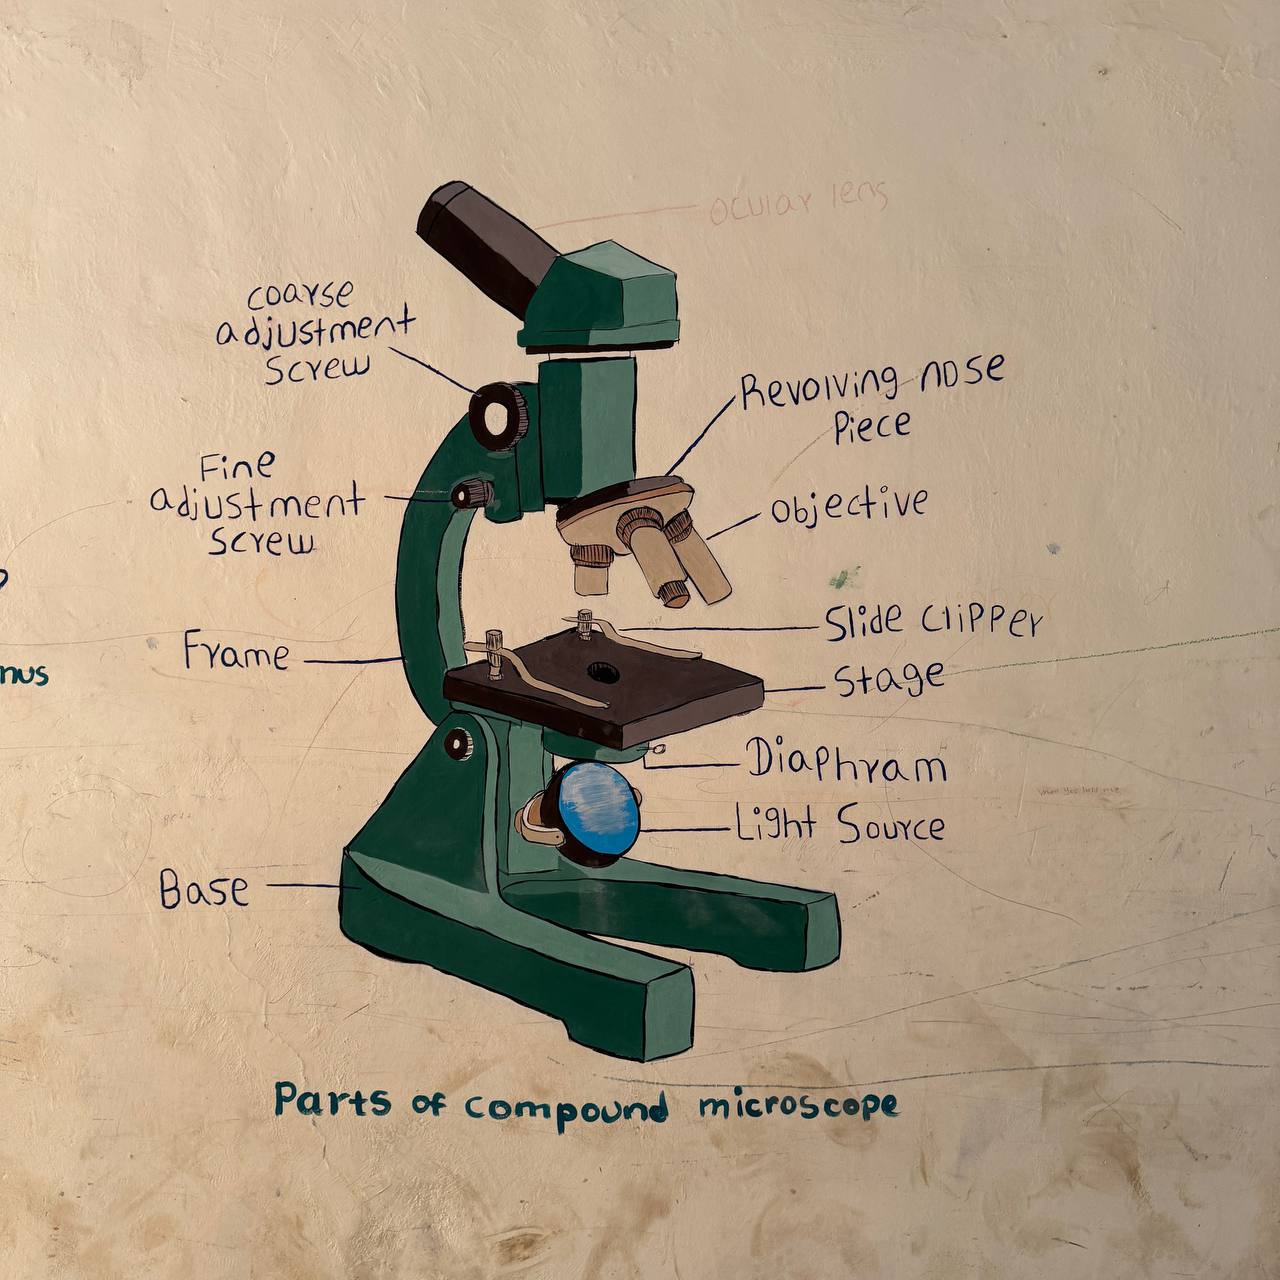 ocular lens
coarse
adjustment
Screw
Revolving nose
Piece
Fine
adjustment
Screw
objective
Slide Clipper
Frame
Stage
nus
Diaphram
Light Source
Base
Parts of compound microscope